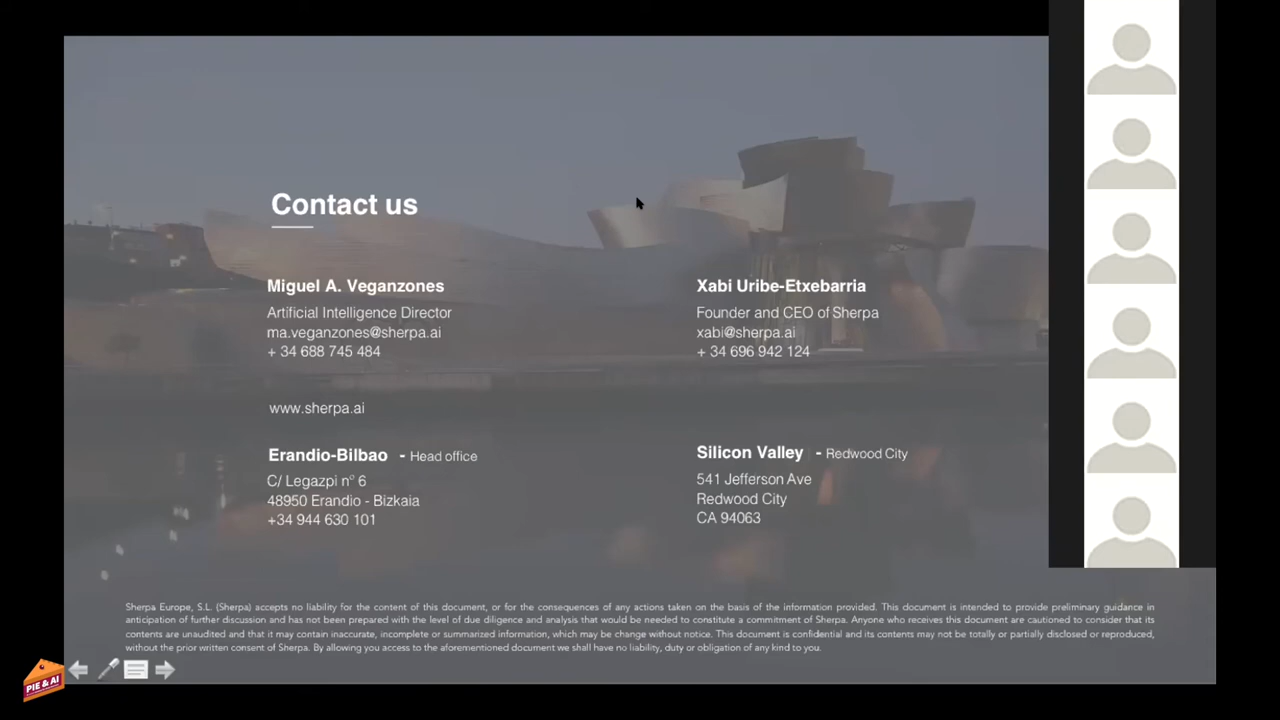 Contact us
Miguel A. Veganzones
Artificial Intelligence Director
ma.veganzones@sherpa.ai
+ 34 688 745 484
Xabi Uribe-Etxebarria
Founder and CEO of Sherpa
xabi@sherpa.ai
+ 34 696 942 124
www.sherpa.ai
Erandio-Bilbao - Head office
C/ Legazpi nº 6
48950 Erandio - Bizkaia
+34 944 630 101
Silicon Valley - Redwood City
541 Jefferson Ave
Redwood City
CA 94063
Sherpa Europe, S.L. (Sherpa) accepts no liability for the content of this document, or for the consequences of any actions taken on the basis of the information provided. This document is intended to provide preliminary guidance in
anticipation of further discussion and has not been prepared with the level of due diligence and analysis that would be needed to constitute a commitment of Sherpa. Anyone who receives this document are cautioned to consider that its
contents are unaudited and that it may contain inaccurate, incomplete or summarized information, which may be change without notice. This document is confidential and its contents may not be totally or partially disclosed or reproduced,
without the prior written consent of Sherpa. By allowing you access to the aforementioned document we shall have no liability, duty or obligation of any kind to you.
PIE & AI